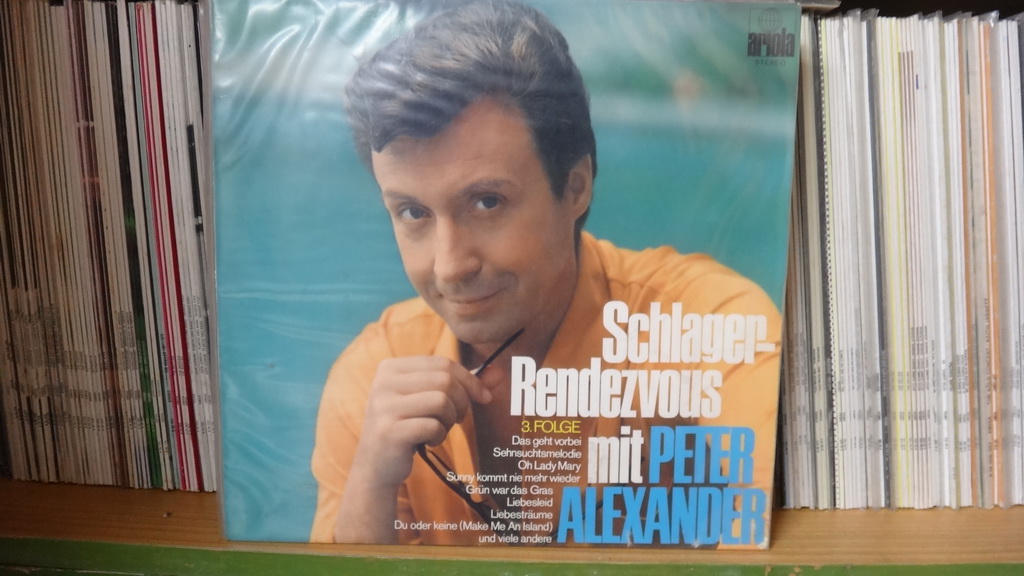 ariola
STEREO
Schlager-
Rendezvous
3. FOLGE
mit PETER
ALEXANDER
Das geht vorbei
Sehnsuchtsmelodie
Oh Lady Mary
Sunny kommt nie mehr wieder
Grün war das Gras
Liebesleid
Liebesträume
Du oder keine (Make Me An Island)
und viele andere